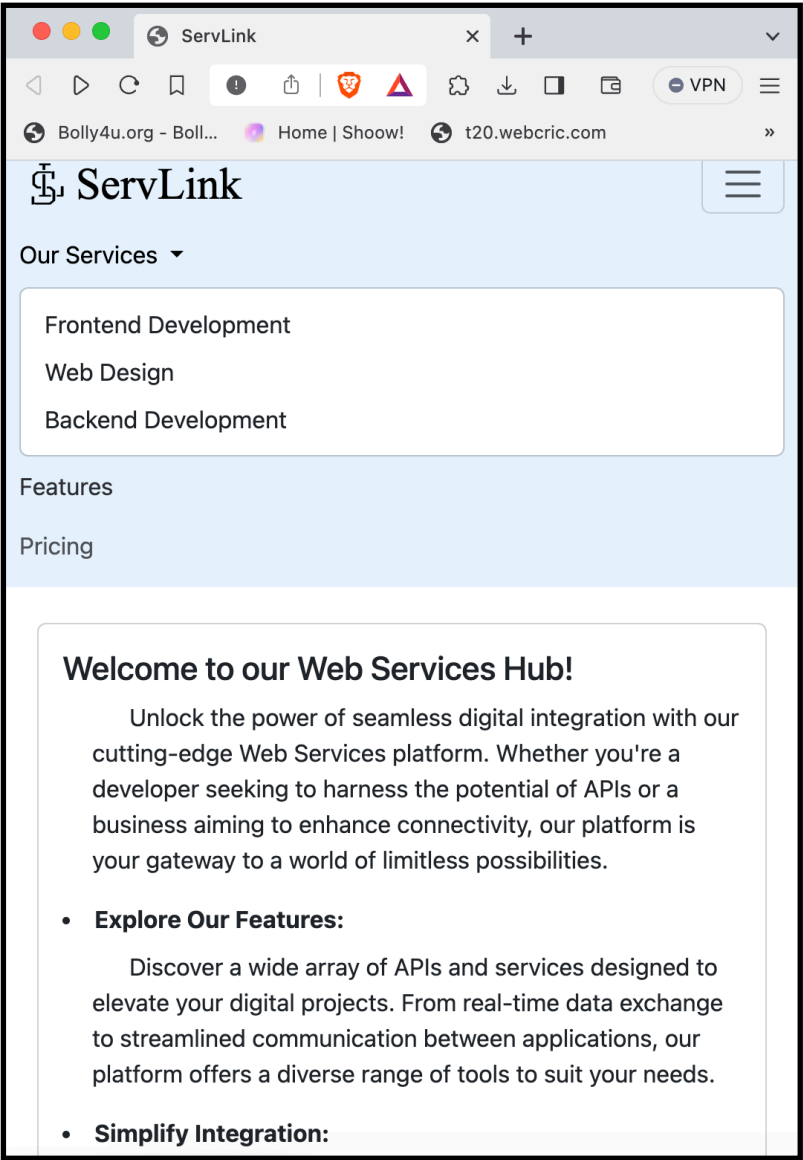 ServLink
VPN
Bolly4u.org - Boll...
Home | Shoow!
t20.webcric.com
»
ServLink
Our Services
Frontend Development
Web Design
Backend Development
Features
Pricing
Welcome to our Web Services Hub!
Unlock the power of seamless digital integration with our
cutting-edge Web Services platform. Whether you're a
developer seeking to harness the potential of APIs or a
business aiming to enhance connectivity, our platform is
your gateway to a world of limitless possibilities.
• Explore Our Features:
Discover a wide array of APIs and services designed to
elevate your digital projects. From real-time data exchange
to streamlined communication between applications, our
platform offers a diverse range of tools to suit your needs.
• Simplify Integration: